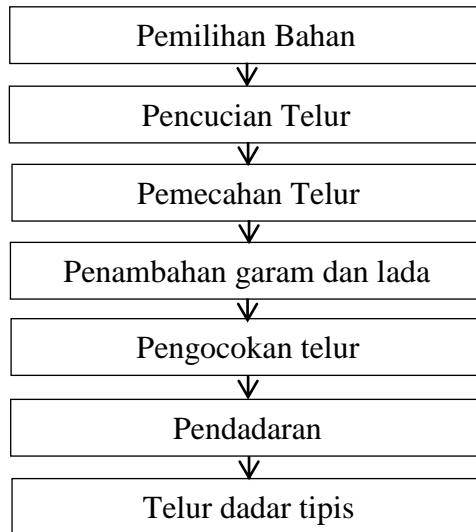 Pemilihan Bahan
Pencucian Telur
Pemecahan Telur
Penambahan garam dan lada
Pengocokan telur
Pendadaran
Telur dadar tipis